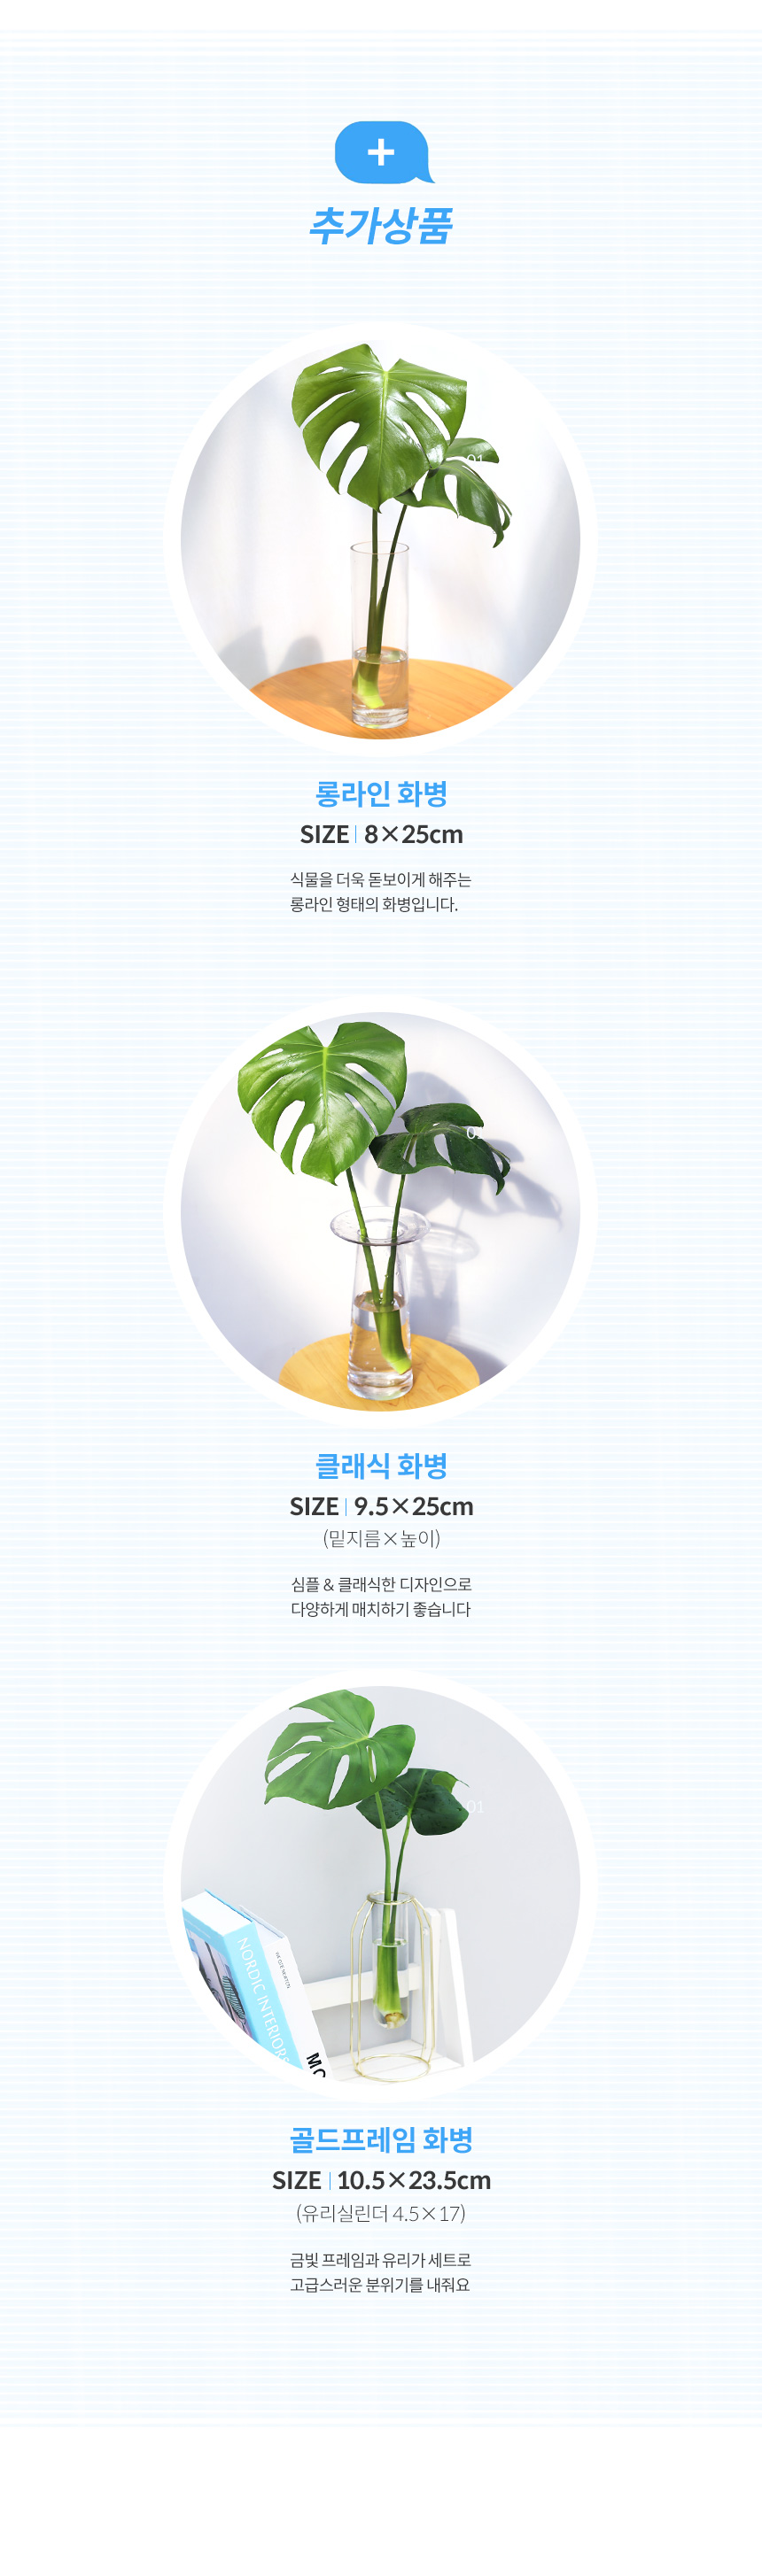 +
추가상품
01
롱라인 화병
SIZE | 8×25cm
식물을 더욱 돋보이게 해주는
롱라인 형태의 화병입니다.
01
클래식 화병
SIZE | 9.5×25cm
(밑지름×높이)
심플 & 클래식한 디자인으로
다양하게 매치하기 좋습니다
01
NORDIC INTERIORS
골드프레임 화병
SIZE | 10.5×23.5cm
(유리실린더 4.5×17)
금빛 프레임과 유리가 세트로
고급스러운 분위기를 내줘요